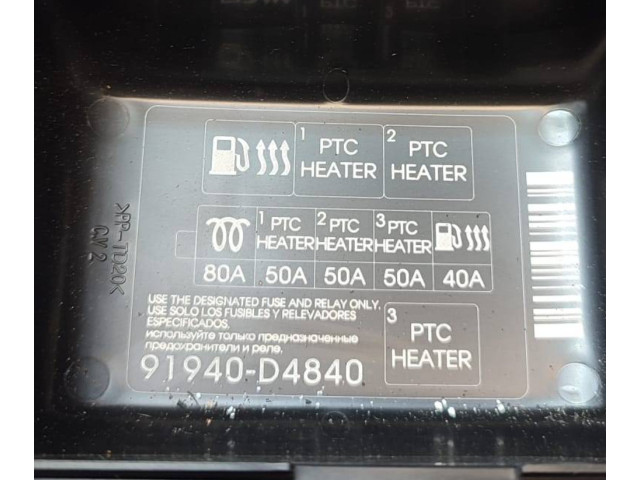 1 PTC HEATER
2 PTC HEATER
1 PTC HEATER
2 PTC HEATER
3 PTC HEATER
80A 50A 50A 50A 40A
USE THE DESIGNATED FUSE AND RELAY ONLY.
USE SOLO LOS FUSIBLES Y RELEVADORES
ESPECIFICADOS.
используйте только предназначенные
предохранители и реле.
3 PTC HEATER
91940-D4840
>PP-TD20<